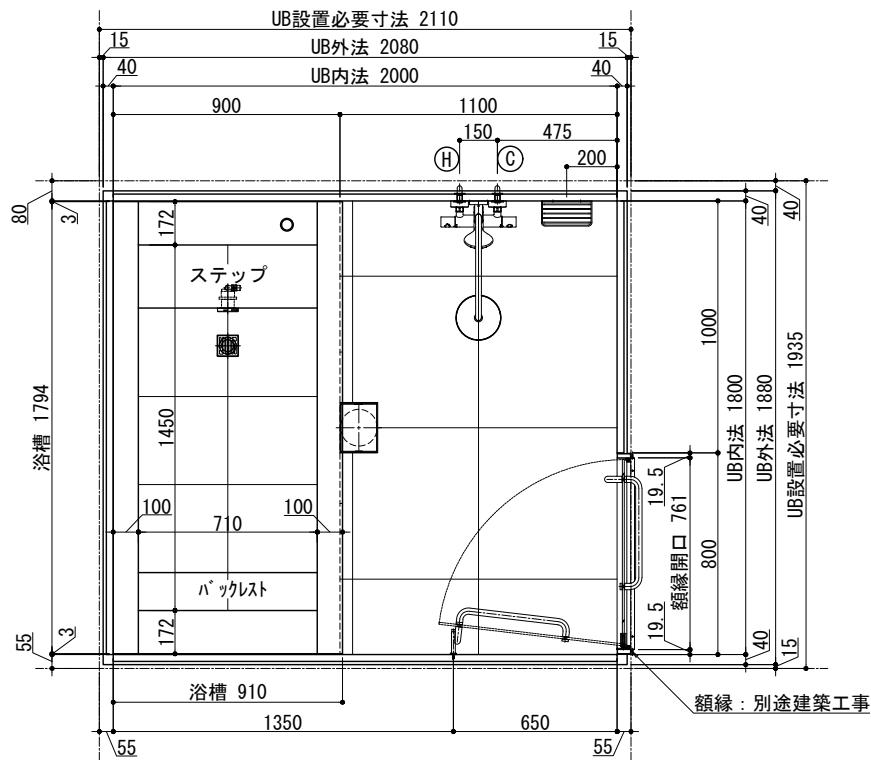 UB設置必要寸法 2110
15
UB外法 2080
15
40
UB内法 2000
40
900
1100
150
475
H
C
200
80
3
172
40
40
ステップ
1000
浴槽 1794
1450
UB内法 1800
UB外法 1880
UB設置必要寸法 1935
100
710
100
19.5
額縁開口 761
800
バックレスト
19.5
55
3
172
40
15
浴槽 910
額縁：別途建築工事
1350
650
55
55